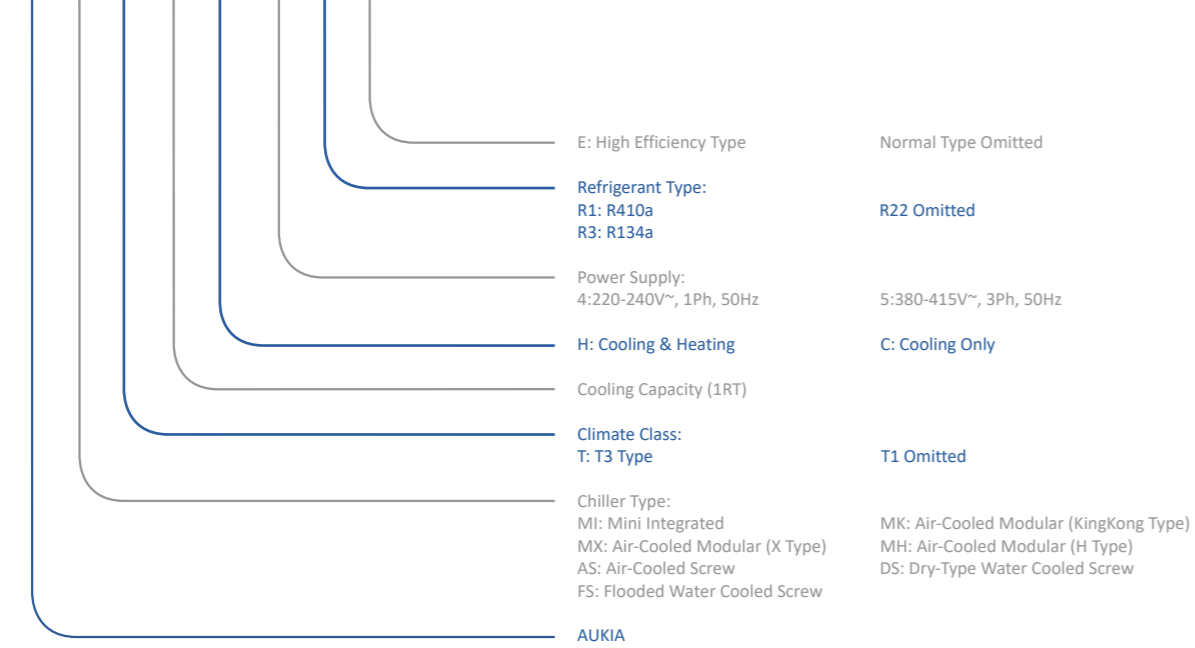 E: High Efficiency Type Normal Type Omitted
Refrigerant Type:
R1: R410a R22 Omitted
R3: R134a
Power Supply:
4:220-240V~, 1Ph, 50Hz 5:380-415V~, 3Ph, 50Hz
H: Cooling & Heating C: Cooling Only
Cooling Capacity (1RT)
Climate Class:
T: T3 Type T1 Omitted
Chiller Type:
MI: Mini Integrated MK: Air-Cooled Modular (KingKong Type)
MX: Air-Cooled Modular (X Type) MH: Air-Cooled Modular (H Type)
AS: Air-Cooled Screw DS: Dry-Type Water Cooled Screw
FS: Flooded Water Cooled Screw
AUKIA